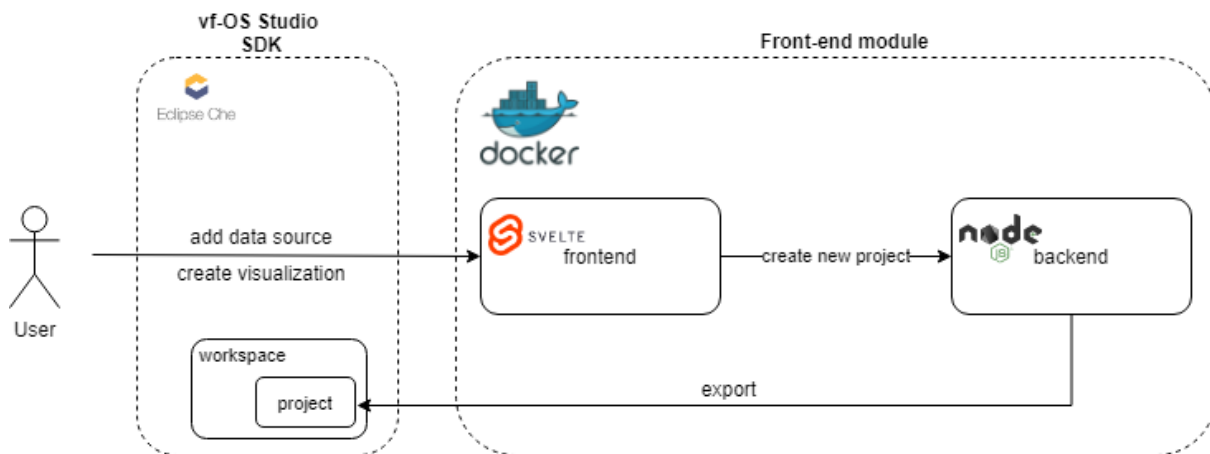 vf-OS Studio
SDK
Front-end module
Eclipse Che
docker
add data source
create visualization
SVELTE
frontend
create new project
node
JS
backend
User
workspace
project
export